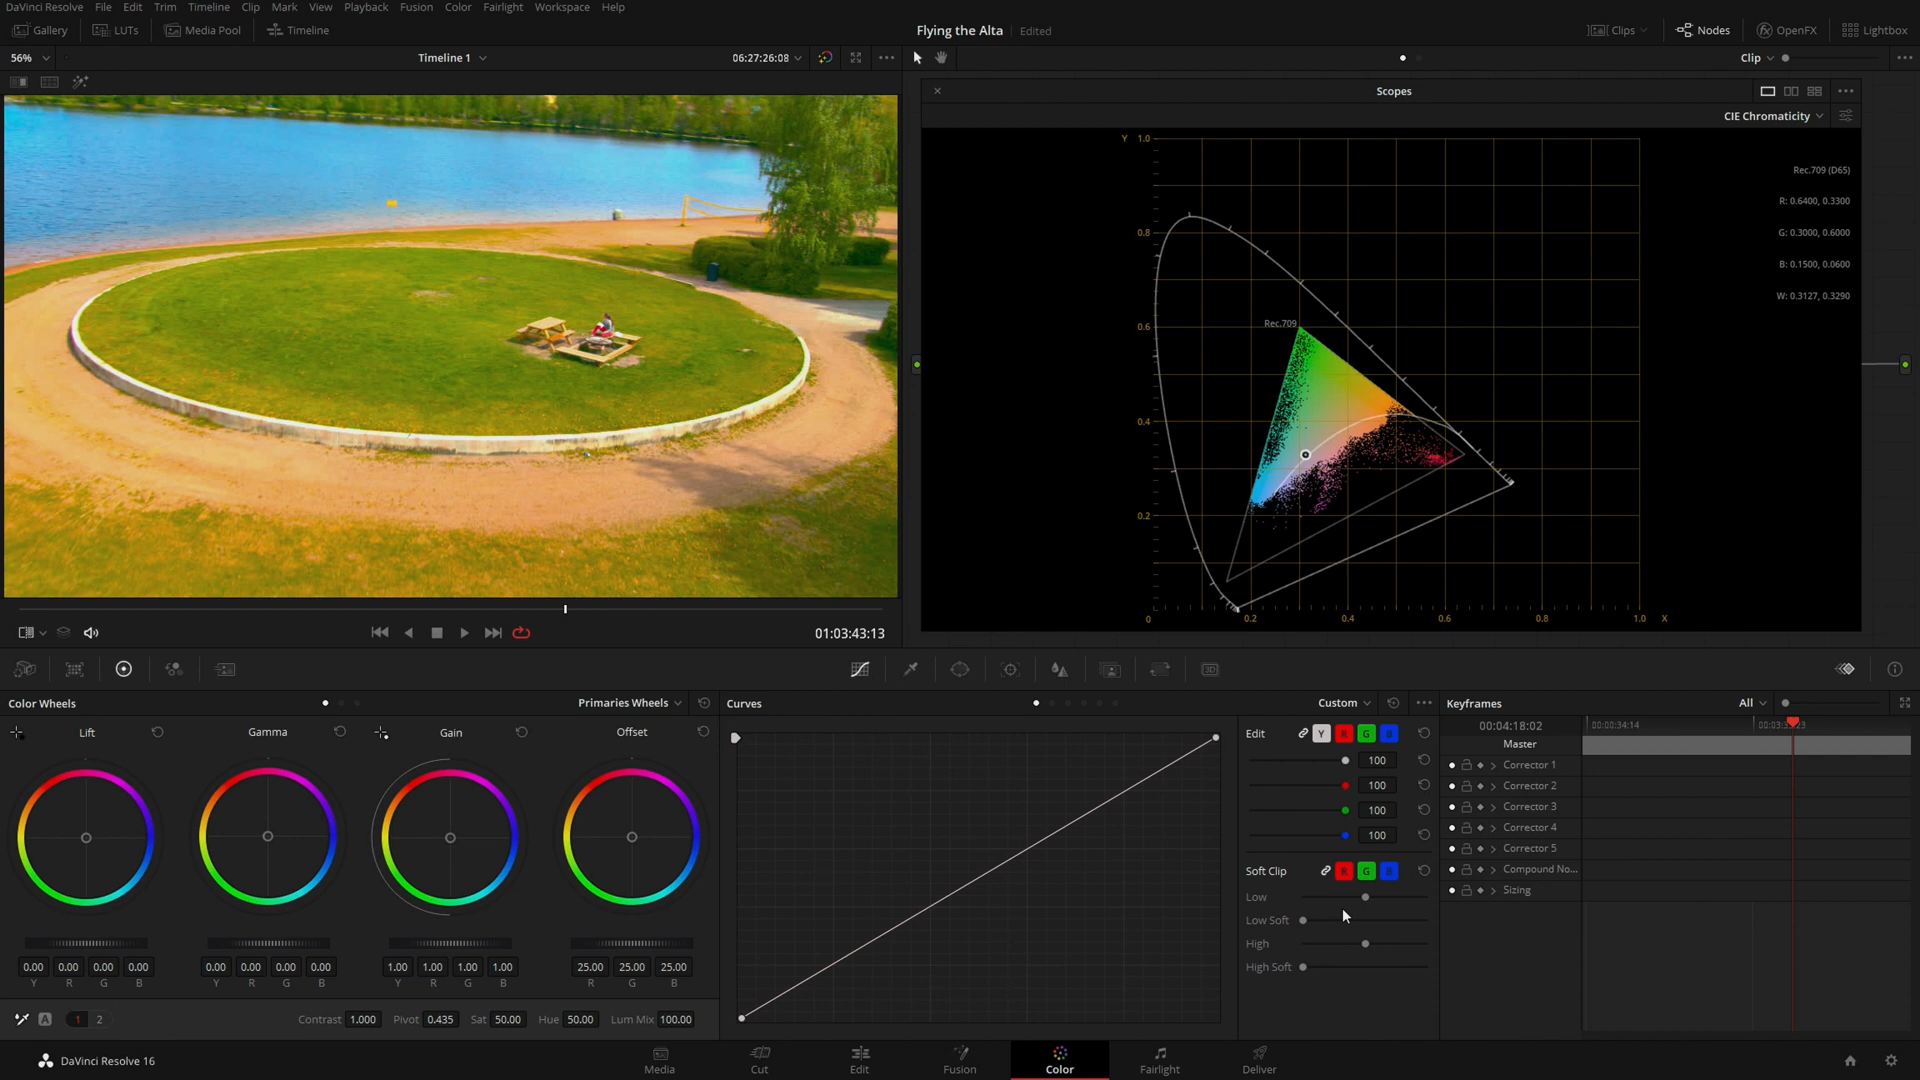 DaVinci Resolve File Edit Trim Timeline Clip Mark View Playback Fusion Color Fairlight Workspace Help
Gallery LUTs Media Pool Timeline Flying the Alta Edited Clips Nodes OpenFX Lightbox
56% Timeline 1 06:27:26:08 Clip
Scopes
CIE Chromaticity
Y 1.0
0.8
0.6
0.4
0.2
0 0.2 0.4 0.6 0.8 1.0 X
Rec.709
Rec.709 (D65)
R: 0.6400, 0.3300
G: 0.3000, 0.6000
B: 0.1500, 0.0600
W: 0.3127, 0.3290
01:03:43:13
3D
Color Wheels Primaries Wheels
Lift Gamma Gain Offset
0.00 0.00 0.00 0.00 0.00 0.00 0.00 0.00 1.00 1.00 1.00 1.00 25.00 25.00 25.00
Y R G B Y R G B Y R G B R G B
A 1 2 Contrast 1.000 Pivot 0.435 Sat 50.00 Hue 50.00 Lum Mix 100.00
Curves Custom
Edit Y R G B
100
100
100
100
Soft Clip R G B
Low
Low Soft
High
High Soft
Keyframes All
00:04:18:02 00:00:34:14
Master
Corrector 1
Corrector 2
Corrector 3
Corrector 4
Corrector 5
Compound No...
Sizing
DaVinci Resolve 16 Media Cut Edit Fusion Color Fairlight Deliver